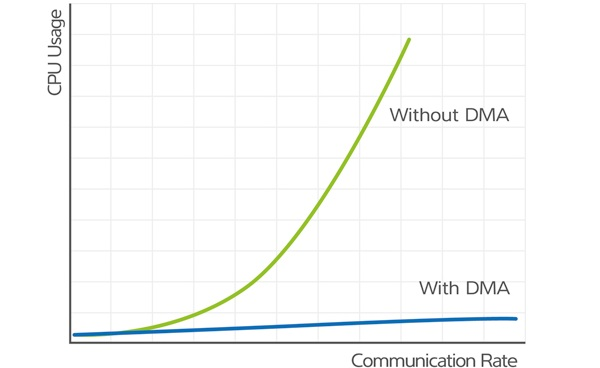 CPU Usage
Without DMA
With DMA
Communication Rate